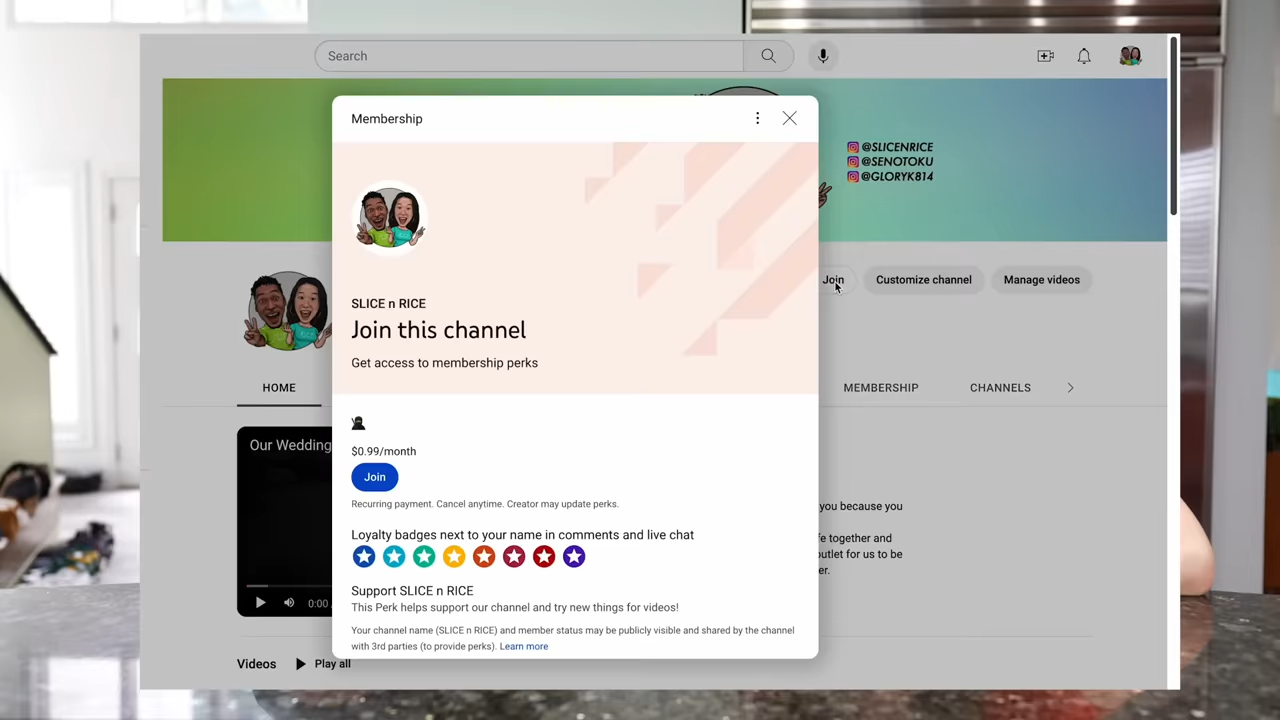 Search
@SLICENRICE
@SENOTOKU
@GLORYK814
Membership
SLICE n RICE
Join this channel
Get access to membership perks
$0.99/month
Join
Recurring payment. Cancel anytime. Creator may update perks.
Loyalty badges next to your name in comments and live chat
Support SLICE n RICE
This Perk helps support our channel and try new things for videos!
Your channel name (SLICE n RICE) and member status may be publicly visible and shared by the channel
with 3rd parties (to provide perks). Learn more
Join
Customize channel
Manage videos
HOME
MEMBERSHIP
CHANNELS
Our Wedding
0:00
you because you
fe together and
outlet for us to be
er.
Videos
Play all